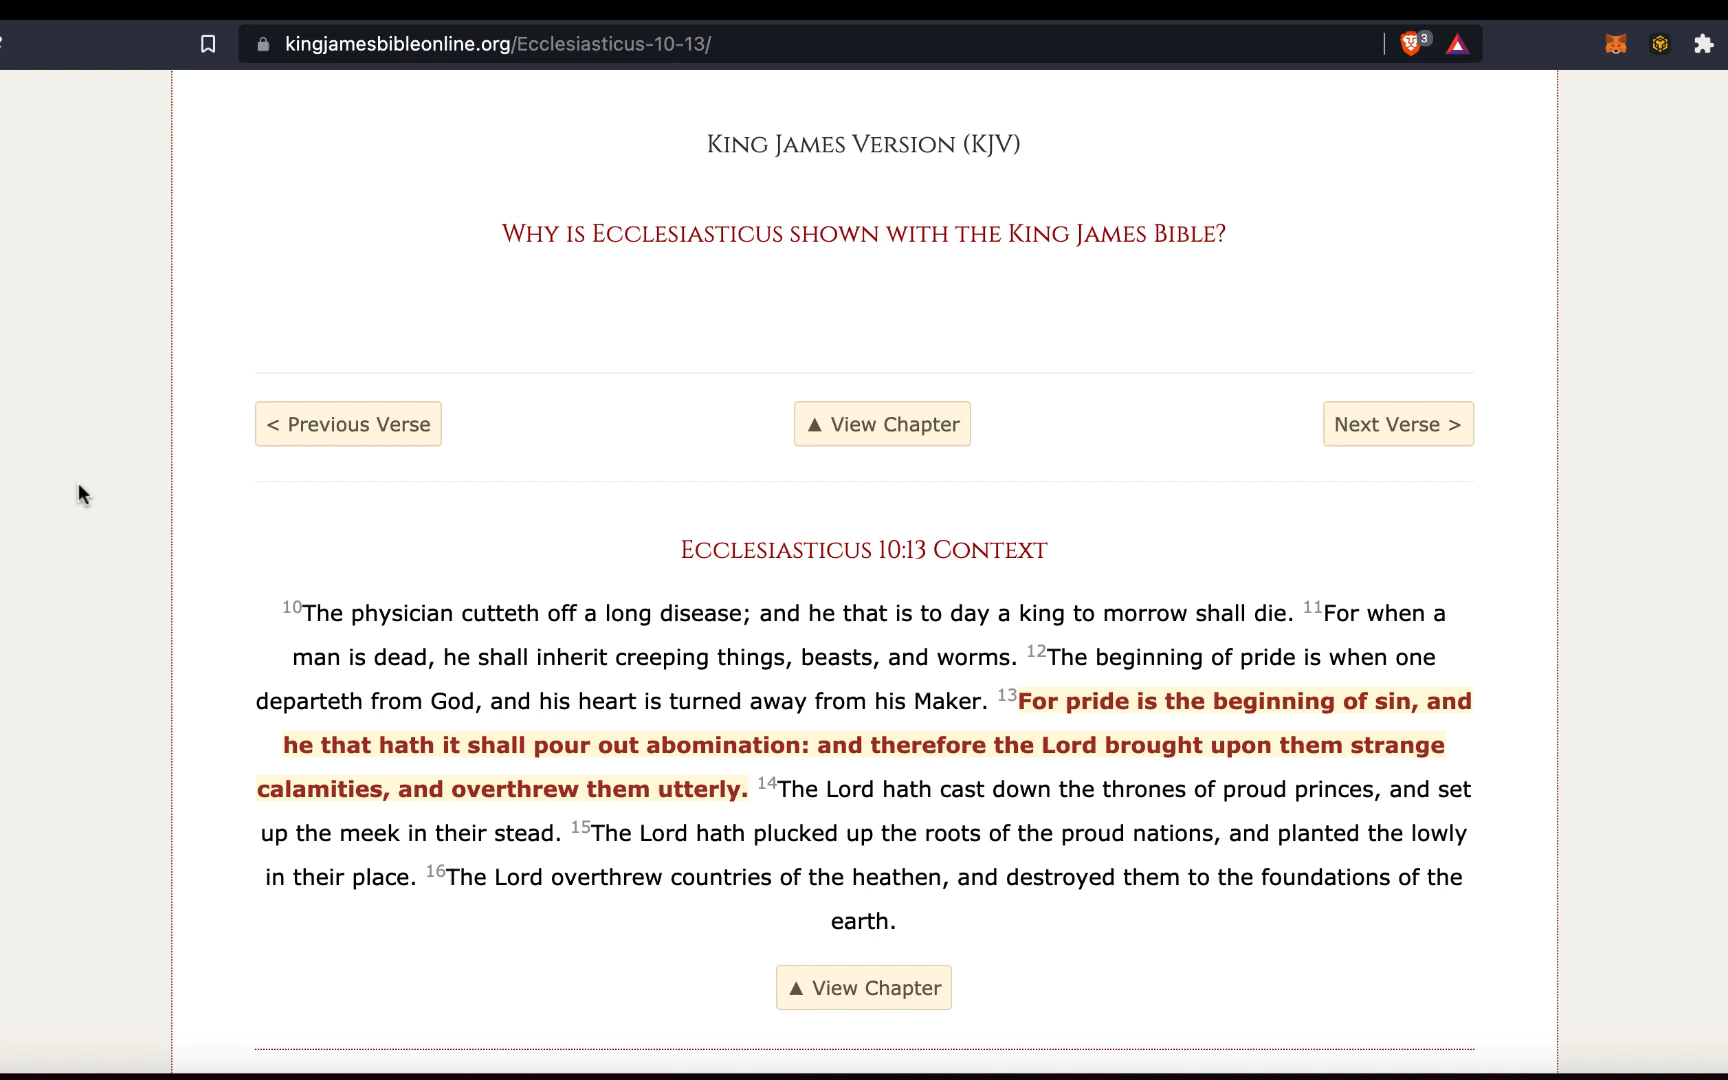 kingjamesbibleonline.org/Ecclesiasticus-10-13/
3
King James Version (KJV)
Why is Ecclesiasticus shown with the King James Bible?
< Previous Verse
▲ View Chapter
Next Verse >
Ecclesiasticus 10:13 Context
10The physician cutteth off a long disease; and he that is to day a king to morrow shall die. 11For when a
man is dead, he shall inherit creeping things, beasts, and worms. 12The beginning of pride is when one
departeth from God, and his heart is turned away from his Maker. 13For pride is the beginning of sin, and
he that hath it shall pour out abomination: and therefore the Lord brought upon them strange
calamities, and overthrew them utterly. 14The Lord hath cast down the thrones of proud princes, and set
up the meek in their stead. 15The Lord hath plucked up the roots of the proud nations, and planted the lowly
in their place. 16The Lord overthrew countries of the heathen, and destroyed them to the foundations of the
earth.
▲ View Chapter